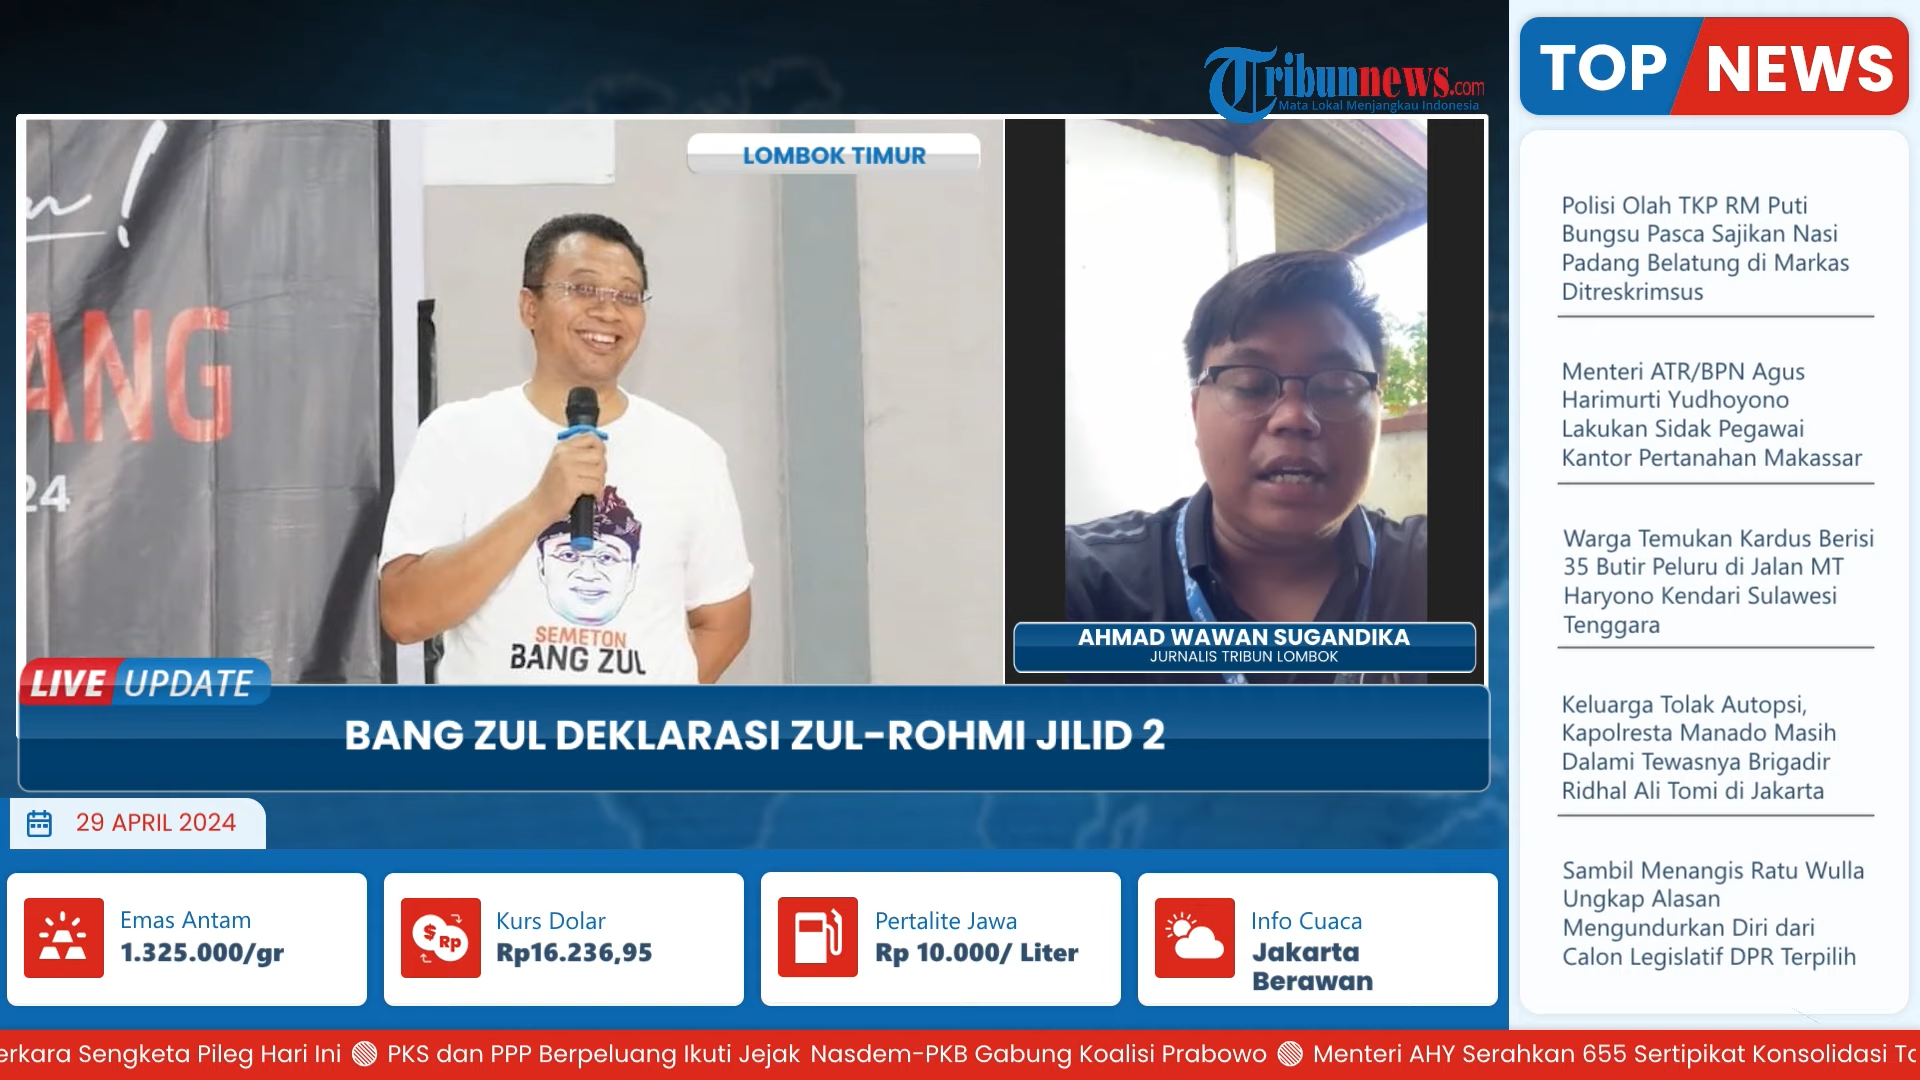 Tribunnews.com
Mata Lokal Menjangkau Indonesia
LOMBOK TIMUR
ANG
24
SEMETON
BANG ZUL
AHMAD WAWAN SUGANDIKA
JURNALIS TRIBUN LOMBOK
LIVE UPDATE
BANG ZUL DEKLARASI ZUL-ROHMI JILID 2
29 APRIL 2024
Emas Antam
1.325.000/gr
Kurs Dolar
Rp16.236,95
Pertalite Jawa
Rp 10.000/ Liter
Info Cuaca
Jakarta
Berawan
TOP NEWS
Polisi Olah TKP RM Puti
Bungsu Pasca Sajikan Nasi
Padang Belatung di Markas
Ditreskrimsus
Menteri ATR/BPN Agus
Harimurti Yudhoyono
Lakukan Sidak Pegawai
Kantor Pertanahan Makassar
Warga Temukan Kardus Berisi
35 Butir Peluru di Jalan MT
Haryono Kendari Sulawesi
Tenggara
Keluarga Tolak Autopsi,
Kapolresta Manado Masih
Dalami Tewasnya Brigadir
Ridhal Ali Tomi di Jakarta
Sambil Menangis Ratu Wulla
Ungkap Alasan
Mengundurkan Diri dari
Calon Legislatif DPR Terpilih
erkara Sengketa Pileg Hari Ini PKS dan PPP Berpeluang Ikuti Jejak Nasdem-PKB Gabung Koalisi Prabowo Menteri AHY Serahkan 655 Sertipikat Konsolidasi